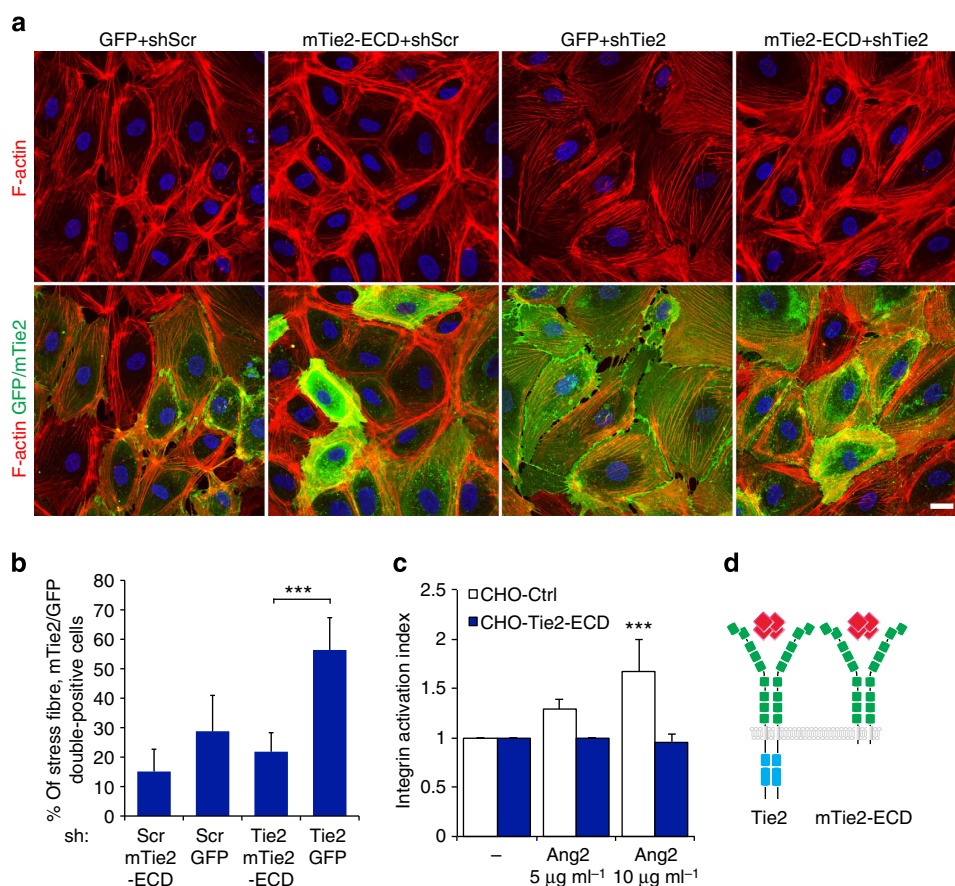 a
GFP+shScr
mTie2-ECD+shScr
GFP+shTie2
mTie2-ECD+shTie2
F-actin
F-actin GFP/mTie2
b
% Of stress fibre, mTie2/GFP
double-positive cells
80
70
60
50
40
30
20
10
0
***
sh:
Scr
mTie2
-ECD
Scr
GFP
Tie2
mTie2
-ECD
Tie2
GFP
c
Integrin activation index
2.5
2
1.5
1
0.5
0
CHO-Ctrl
CHO-Tie2-ECD
***
–
Ang2
5 μg ml⁻¹
Ang2
10 μg ml⁻¹
d
Tie2
mTie2-ECD